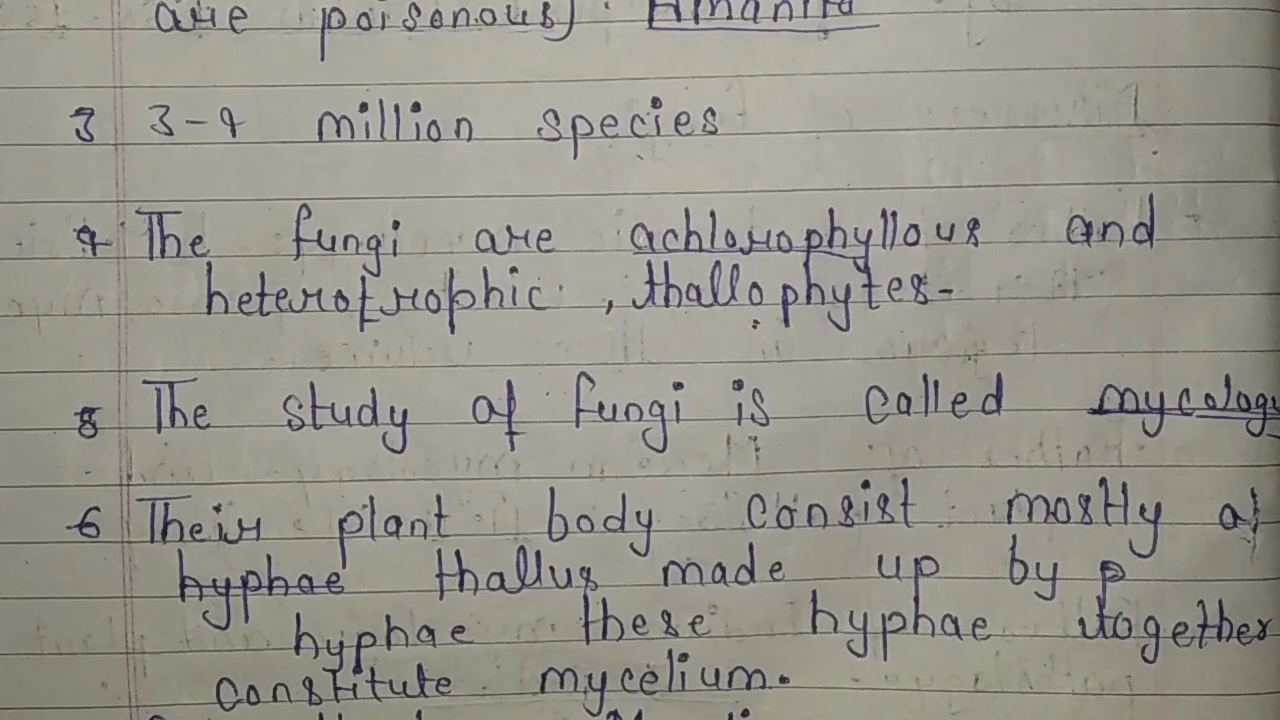 are poisonous) . Amanita
3 3-4 million species
4 The fungi are achlorophyllous and
heterotrophic , thallophytes-
5 The study of fungi is called mycology
6 Their plant body consist mostly of
hyphae thallus made up by p
hyphae these hyphae together
constitute mycelium.